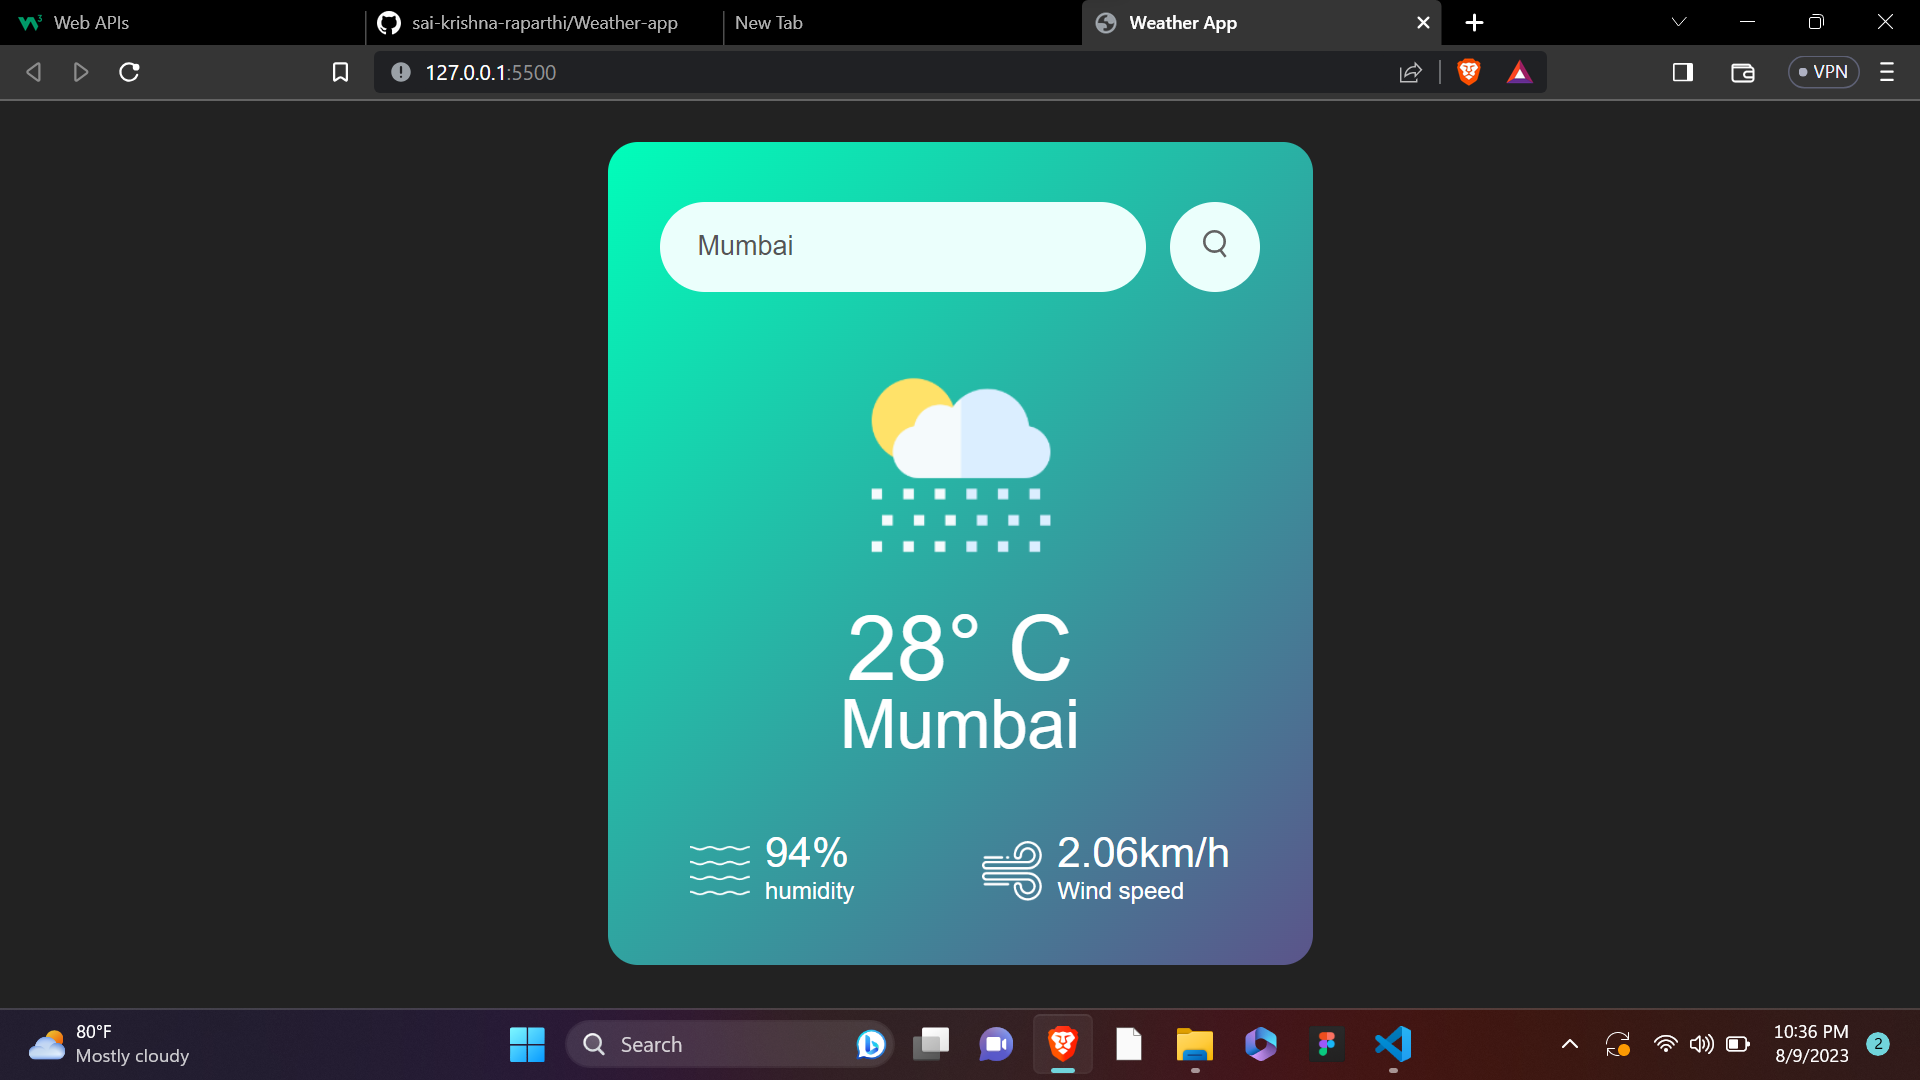 Web APIs
sai-krishna-raparthi/Weather-app
New Tab
Weather App
127.0.0.1:5500
VPN
Mumbai
28° C
Mumbai
94%
humidity
2.06km/h
Wind speed
80°F
Mostly cloudy
Search
10:36 PM
8/9/2023
2